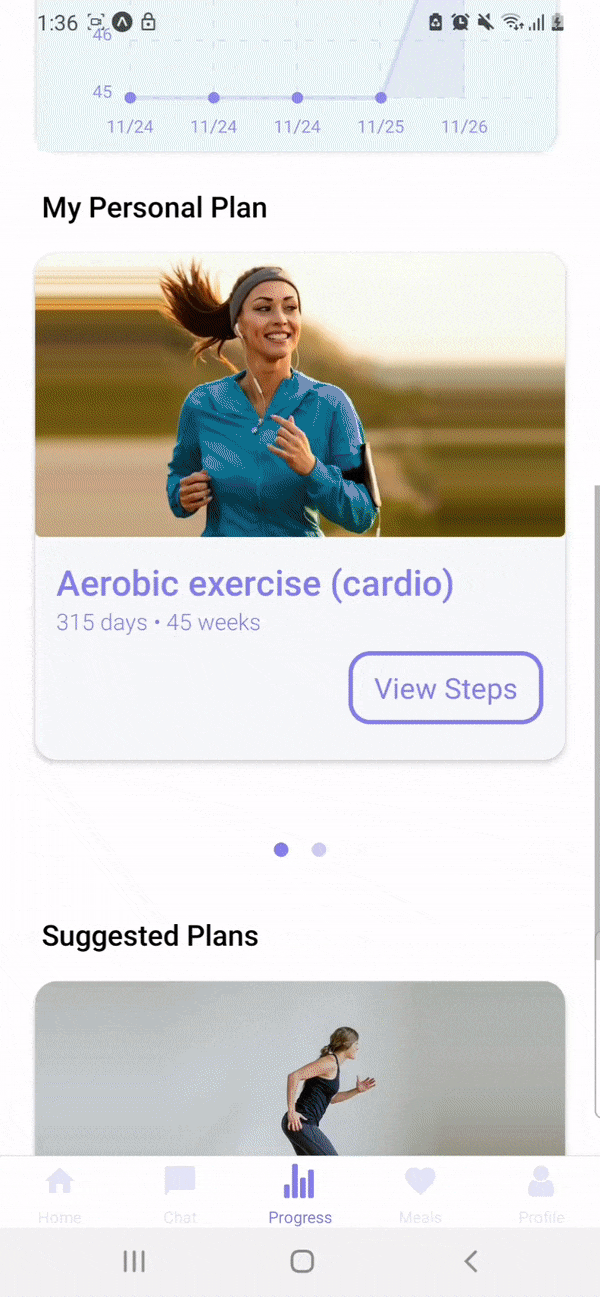 1:36
46
45
11/24 11/24 11/24 11/25 11/26
My Personal Plan
Aerobic exercise (cardio)
315 days • 45 weeks
View Steps
Suggested Plans
Home Chat Progress Meals Profile